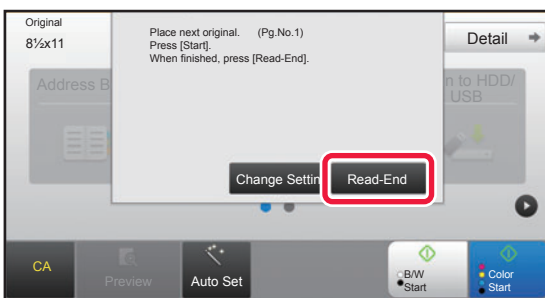 Original
8½x11
Place next original. (Pg.No.1)
Press [Start].
When finished, press [Read-End].
Detail
Address B
n to HDD/
USB
Change Settin
Read-End
CA
Preview
Auto Set
B/W
Start
Color
Start